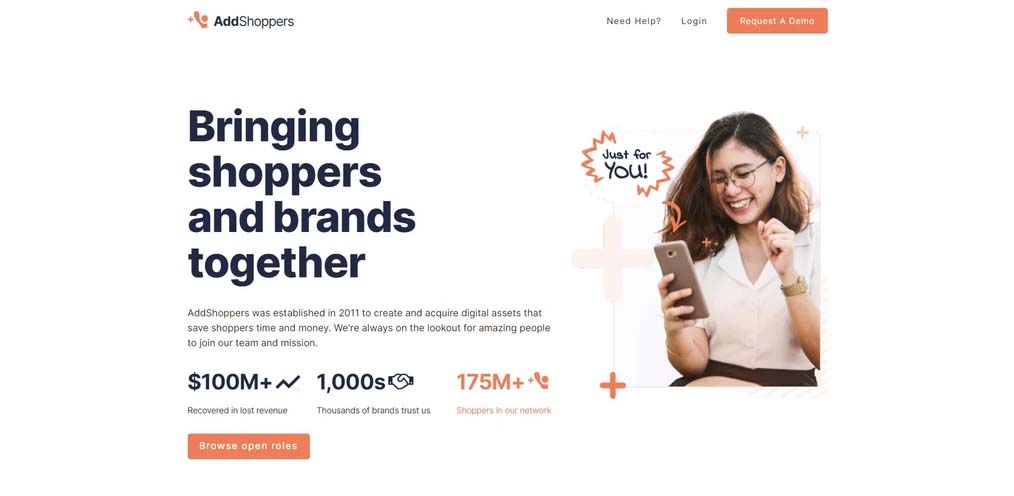 AddShoppers
Need Help?
Login
Request A Demo
Bringing
shoppers
and brands
together
Just for
YOU!
AddShoppers was established in 2011 to create and acquire digital assets that
save shoppers time and money. We're always on the lookout for amazing people
to join our team and mission.
$100M+
1,000s
175M+
Recovered in lost revenue
Thousands of brands trust us
Shoppers in our network
Browse open roles